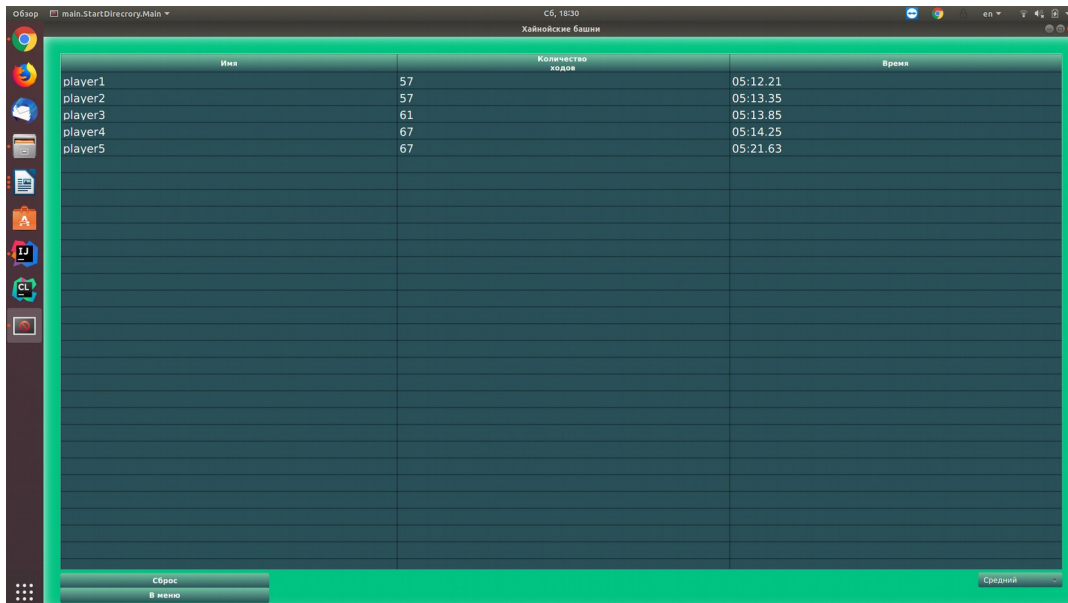 Обзор main.StartDirecrory.Main Сб, 18:30 en
Хайнойские башни
Имя Количество ходов Время
player1 57 05:12.21
player2 57 05:13.35
player3 61 05:13.85
player4 67 05:14.25
player5 67 05:21.63
IJ
CL
Сброс Средний
В меню